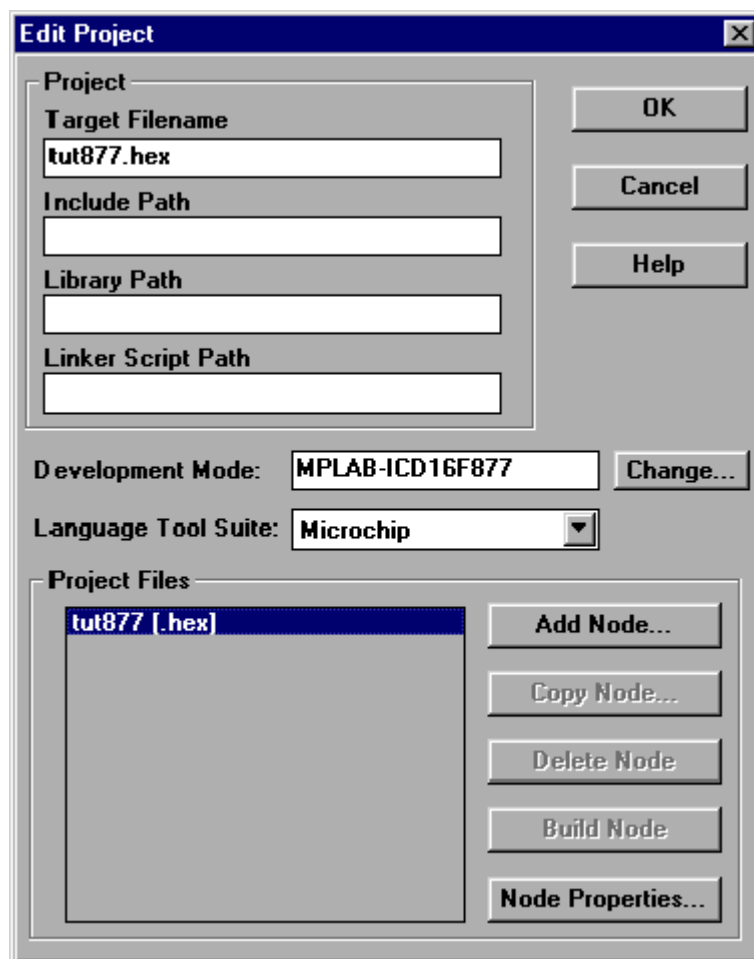 Edit Project
Project
Target Filename
tut877.hex
Include Path
Library Path
Linker Script Path
OK
Cancel
Help
Development Mode: MPLAB-ICD16F877 Change...
Language Tool Suite: Microchip
Project Files
tut877 [.hex]
Add Node...
Copy Node...
Delete Node
Build Node
Node Properties...